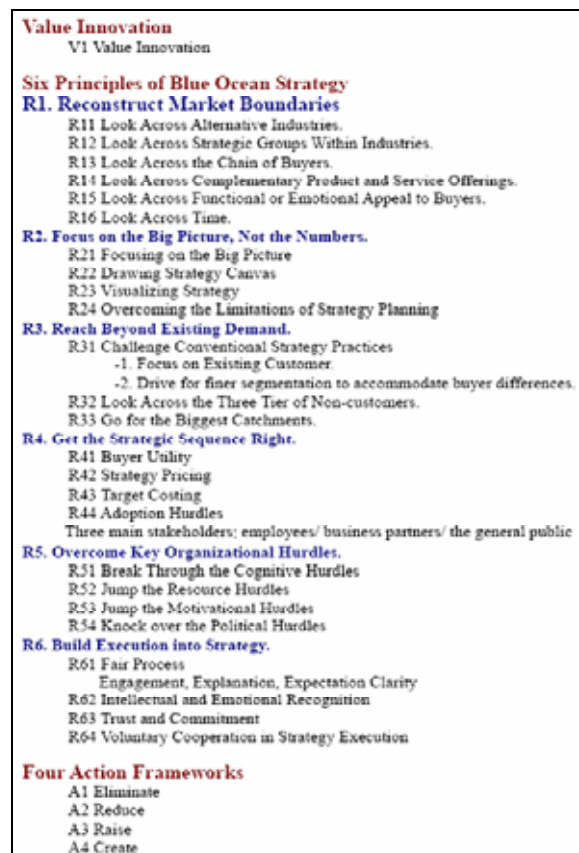 Value Innovation
V1 Value Innovation
Six Principles of Blue Ocean Strategy
R1. Reconstruct Market Boundaries
R11 Look Across Alternative Industries.
R12 Look Across Strategic Groups Within Industries.
R13 Look Across the Chain of Buyers.
R14 Look Across Complementary Product and Service Offerings.
R15 Look Across Functional or Emotional Appeal to Buyers.
R16 Look Across Time.
R2. Focus on the Big Picture, Not the Numbers.
R21 Focusing on the Big Picture
R22 Drawing Strategy Canvas
R23 Visualizing Strategy
R24 Overcoming the Limitations of Strategy Planning
R3. Reach Beyond Existing Demand.
R31 Challenge Conventional Strategy Practices
-1. Focus on Existing Customer.
-2. Drive for finer segmentation to accommodate buyer differences.
R32 Look Across the Three Tier of Non-customers.
R33 Go for the Biggest Catchments.
R4. Get the Strategic Sequence Right.
R41 Buyer Utility
R42 Strategy Pricing
R43 Target Costing
R44 Adoption Hurdles
Three main stakeholders; employees/ business partners/ the general public
R5. Overcome Key Organizational Hurdles.
R51 Break Through the Cognitive Hurdles
R52 Jump the Resource Hurdles
R53 Jump the Motivational Hurdles
R54 Knock over the Political Hurdles
R6. Build Execution into Strategy.
R61 Fair Process
Engagement, Explanation, Expectation Clarity
R62 Intellectual and Emotional Recognition
R63 Trust and Commitment
R64 Voluntary Cooperation in Strategy Execution
Four Action Frameworks
A1 Eliminate
A2 Reduce
A3 Raise
A4 Create